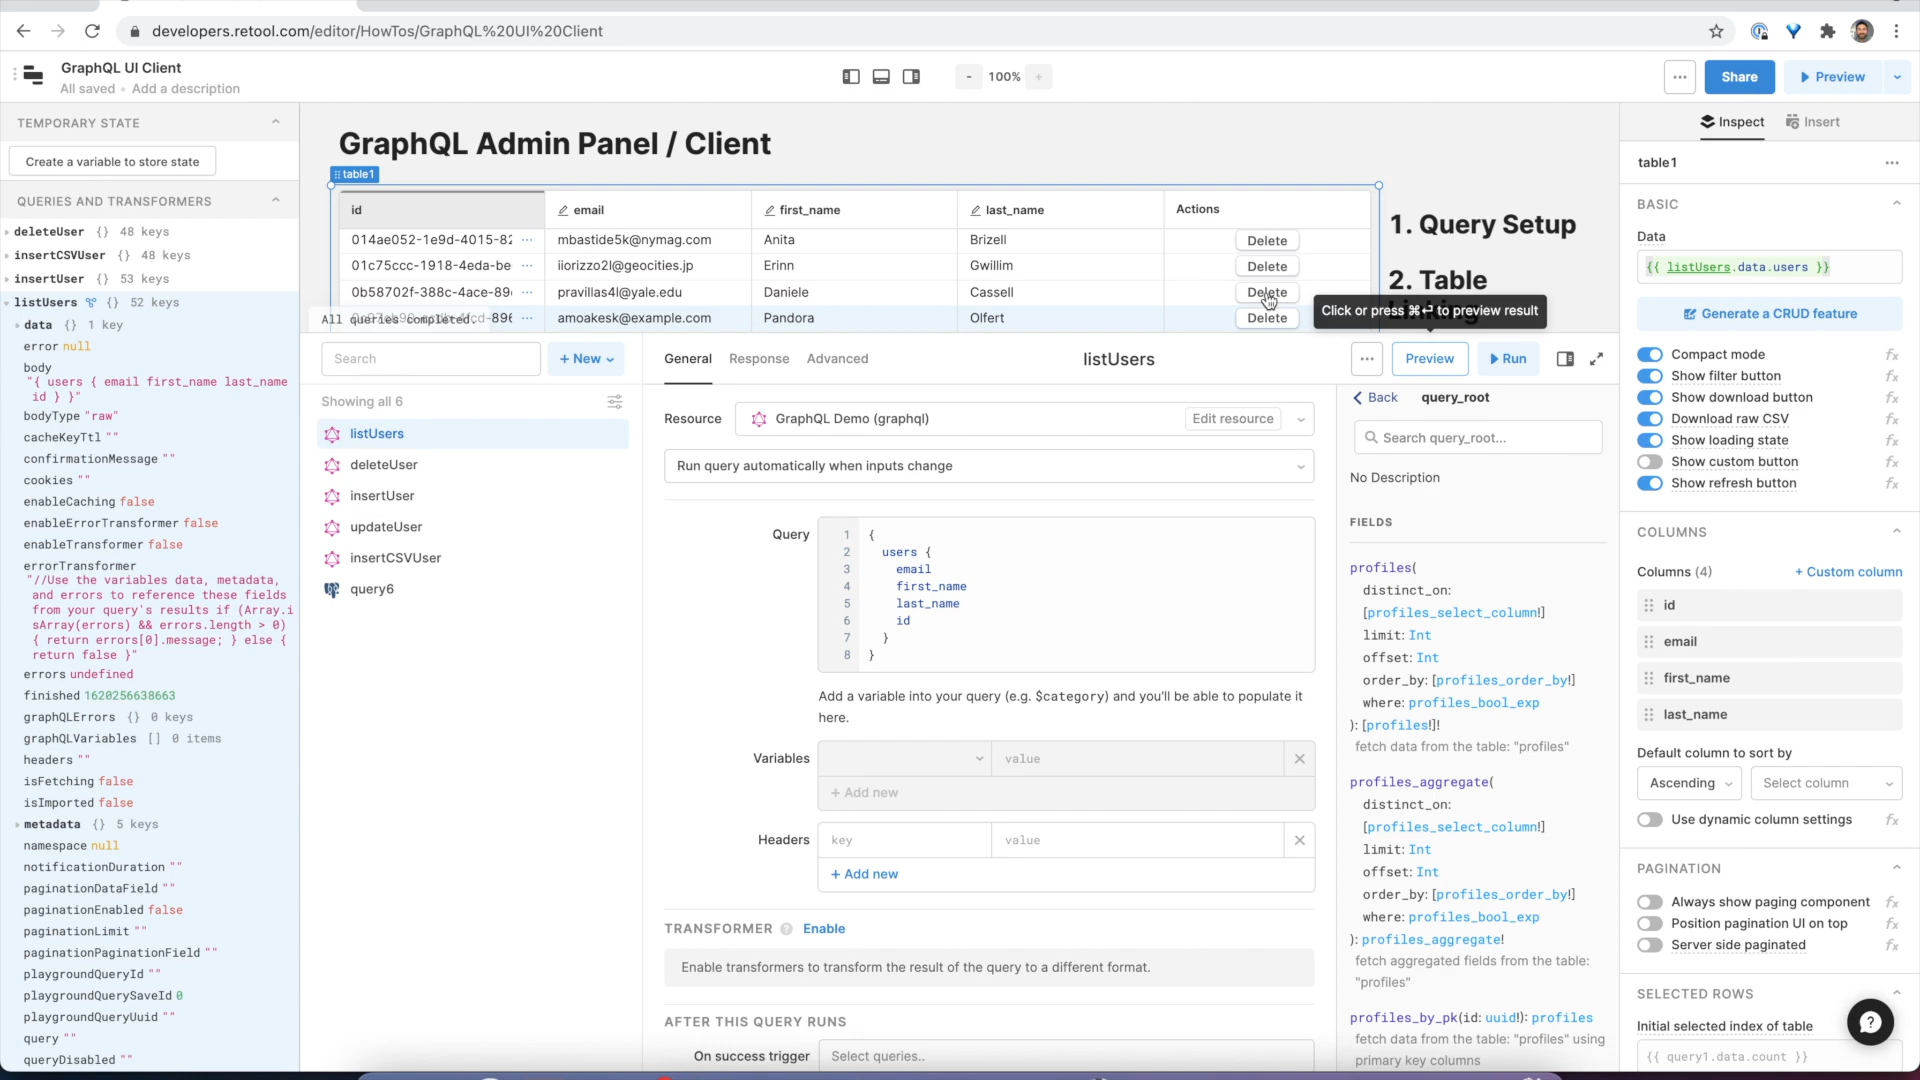 developers.retool.com/editor/HowTos/GraphQL%20UI%20Client
GraphQL UI Client
All saved • Add a description
- 100% +
Share
Preview
TEMPORARY STATE
Create a variable to store state
QUERIES AND TRANSFORMERS
deleteUser {} 48 keys
insertCSVUser {} 48 keys
insertUser {} 53 keys
listUsers {} 52 keys
data {} 1 key
error null
body
"{ users { email first_name last_name
id } }"
bodyType "raw"
cacheKeyTtl ""
confirmationMessage ""
cookies ""
enableCaching false
enableErrorTransformer false
enableTransformer false
errorTransformer
"//Use the variables data, metadata,
and errors to reference these fields
from your query's results if (Array.i
sArray(errors) && errors.length > 0)
{ return errors[0].message; } else {
return false }"
errors undefined
finished 1620256638663
graphQLErrors {} 0 keys
graphQLVariables [] 0 items
headers ""
isFetching false
isImported false
metadata {} 5 keys
namespace null
notificationDuration ""
paginationDataField ""
paginationEnabled false
paginationLimit ""
paginationPaginationField ""
playgroundQueryId ""
playgroundQuerySaveId 0
playgroundQueryUuid ""
query ""
queryDisabled ""
GraphQL Admin Panel / Client
table1
id email first_name last_name Actions
014ae052-1e9d-4015-82 ··· mbastide5k@nymag.com Anita Brizell Delete
01c75ccc-1918-4eda-be ··· iiorizzo2l@geocities.jp Erinn Gwillim Delete
0b58702f-388c-4ace-89 ··· pravillas4l@yale.edu Daniele Cassell Delete
896 ··· amoakesk@example.com Pandora Olfert Delete
All queries completed.
1. Query Setup
2. Table
Linking
Click or press ⌘↵ to preview result
Search
+ New
Showing all 6
listUsers
deleteUser
insertUser
updateUser
insertCSVUser
query6
General Response Advanced
listUsers
··· Preview Run
Resource GraphQL Demo (graphql) Edit resource
Run query automatically when inputs change
Query
1 {
2 users {
3 email
4 first_name
5 last_name
6 id
7 }
8 }
Add a variable into your query (e.g. $category) and you'll be able to populate it
here.
Variables value
+ Add new
Headers key value
+ Add new
TRANSFORMER ? Enable
Enable transformers to transform the result of the query to a different format.
AFTER THIS QUERY RUNS
On success trigger Select queries..
Back query_root
Search query_root...
No Description
FIELDS
profiles(
distinct_on:
[profiles_select_column!]
limit: Int
offset: Int
order_by: [profiles_order_by!]
where: profiles_bool_exp
): [profiles!]!
fetch data from the table: "profiles"
profiles_aggregate(
distinct_on:
[profiles_select_column!]
limit: Int
offset: Int
order_by: [profiles_order_by!]
where: profiles_bool_exp
): profiles_aggregate!
fetch aggregated fields from the table:
"profiles"
profiles_by_pk(id: uuid!): profiles
fetch data from the table: "profiles" using
primary key columns
Inspect Insert
table1 ···
BASIC
Data
{{ listUsers.data.users }}
Generate a CRUD feature
Compact mode fx
Show filter button fx
Show download button fx
Download raw CSV fx
Show loading state fx
Show custom button fx
Show refresh button fx
COLUMNS
Columns (4) + Custom column
id
email
first_name
last_name
Default column to sort by
Ascending Select column
Use dynamic column settings fx
PAGINATION
Always show paging component fx
Position pagination UI on top fx
Server side paginated fx
SELECTED ROWS
Initial selected index of table
{{ query1.data.count }}